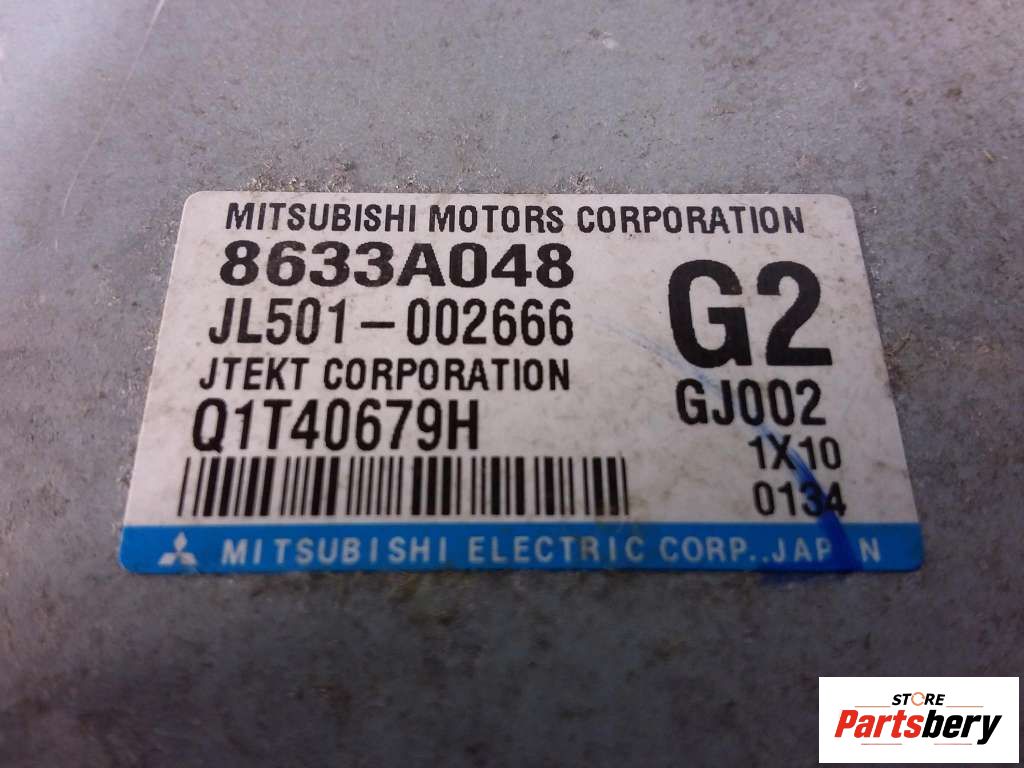 MITSUBISHI MOTORS CORPORATION
8633A048
JL501-002666
JTEKT CORPORATION
Q1T40679H
G2
GJ002
1X10
0134
MITSUBISHI ELECTRIC CORP., JAPAN
STORE
Partsbery